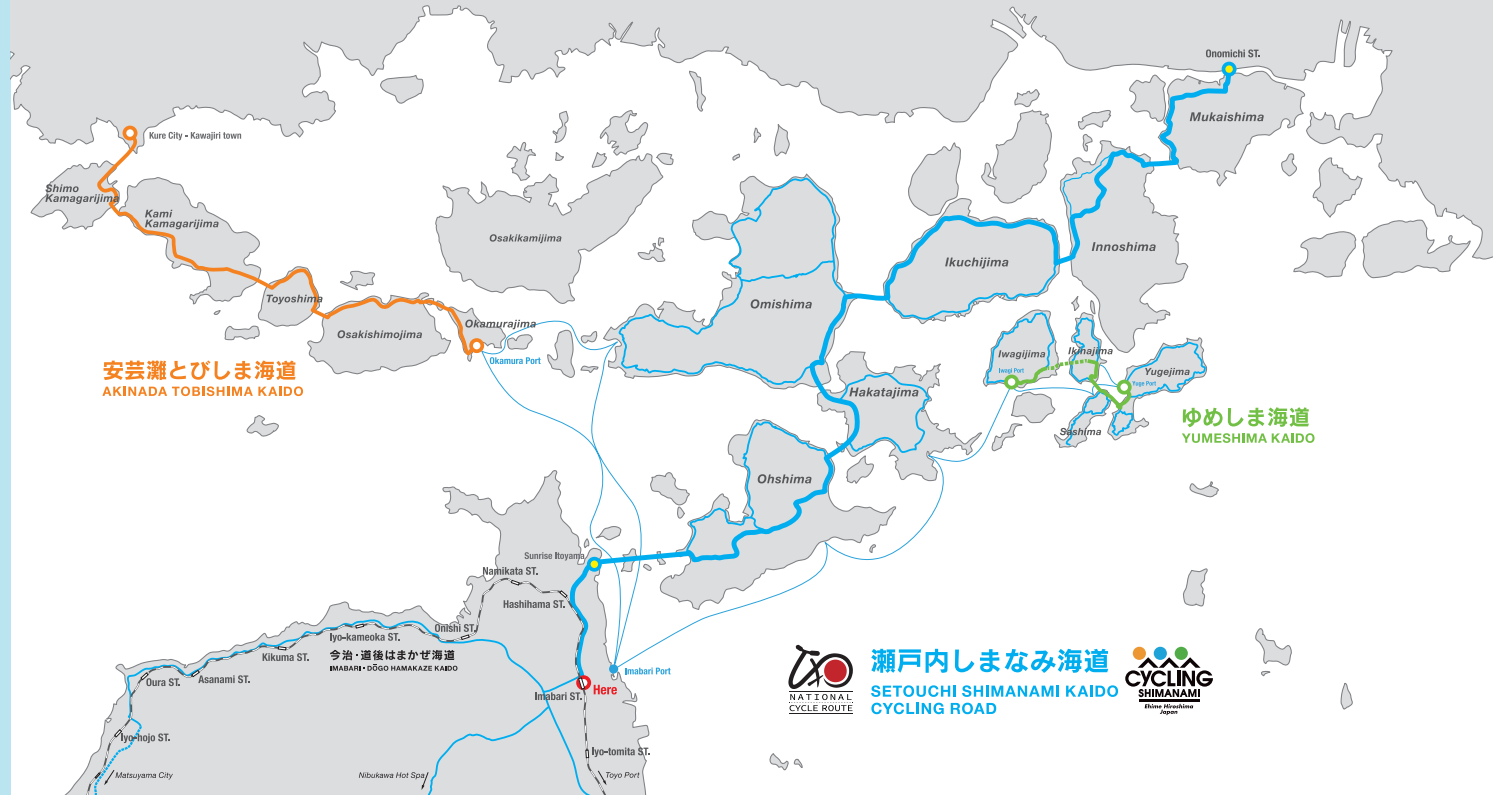 Onomichi ST.
Mukaishima
Kure City - Kawajiri town
Shimo
Kamagarijima
Kami
Kamagarijima
Osakikamijima
Innoshima
Ikuchijima
Toyoshima
Omishima
Okamurajima
Osakishimojima
Okamura Port
Iwagijima
Ikinajima
Iwagi Port
Yugejima
Yuge Port
安芸灘とびしま海道
AKINADA TOBISHIMA KAIDO
Hakatajima
Sashima
ゆめしま海道
YUMESHIMA KAIDO
Ohshima
Sunrise Itoyama
Namikata ST.
Hashihama ST.
Onishi ST.
Iyo-kameoka ST.
今治・道後はまかぜ海道
IMABARI・DŌGO HAMAKAZE KAIDO
Kikuma ST.
Asanami ST.
Oura ST.
Imabari Port
Imabari ST.
Here
Iyo-hojo ST.
Iyo-tomita ST.
Matsuyama City
Nibukawa Hot Spa
Toyo Port
NATIONAL
CYCLE ROUTE
瀬戸内しまなみ海道
SETOUCHI SHIMANAMI KAIDO
CYCLING ROAD
CYCLING
SHIMANAMI
Ehime Hiroshima
Japan